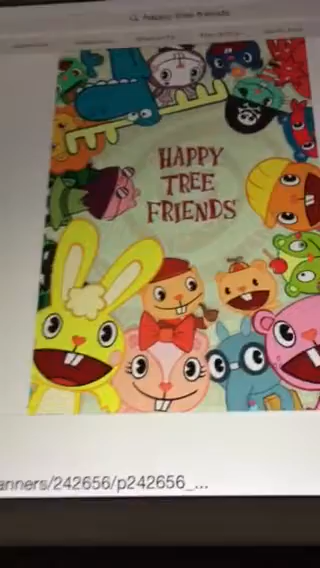 happy tree friends
HAPPY
TREE
FRIENDS
anners/242656/p242656_...